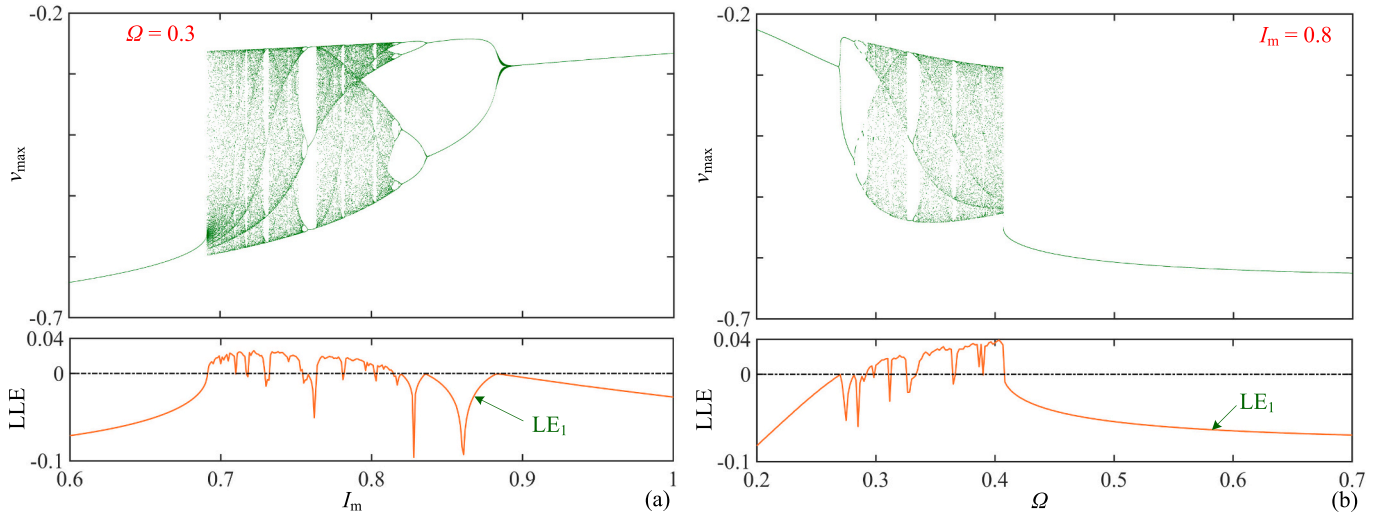 -0.2
Ω = 0.3
v_max
-0.7
0.04
0
LLE
LE₁
-0.1
0.6 0.7 0.8 0.9 1
I_m (a)
-0.2
I_m = 0.8
v_max
-0.7
0.04
0
LLE
LE₁
-0.1
0.2 0.3 0.4 0.5 0.6 0.7
Ω (b)